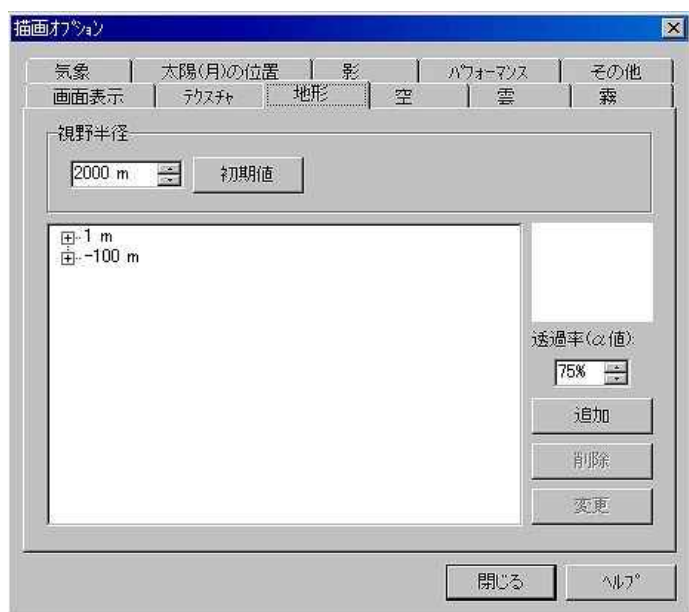 描画ｵﾌﾟｼｮﾝ
気象 太陽(月)の位置 影 ﾊﾟﾌｫｰﾏﾝｽ その他
画面表示 ﾃｸｽﾁｬ 地形 空 雲 霧
視野半径
2000 m 初期値
1 m
-100 m
透過率(α値):
75%
追加
削除
変更
閉じる ﾍﾙﾌﾟ